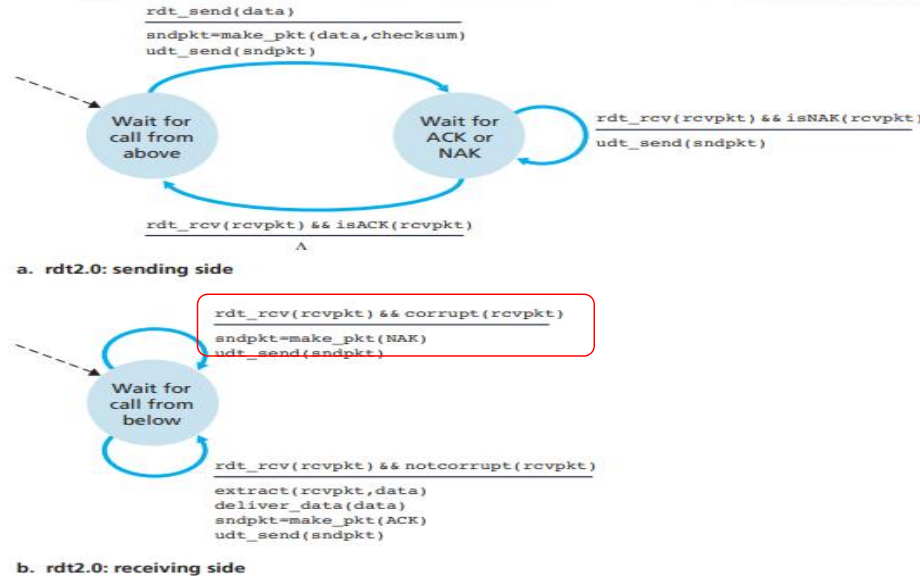 rdt_send(data)
sndpkt=make_pkt(data,checksum)
udt_send(sndpkt)
Wait for
call from
above
Wait for
ACK or
NAK
rdt_rcv(rcvpkt) && isNAK(rcvpkt)
udt_send(sndpkt)
rdt_rcv(rcvpkt) && isACK(rcvpkt)
Λ
a. rdt2.0: sending side
rdt_rcv(rcvpkt) && corrupt(rcvpkt)
sndpkt=make_pkt(NAK)
udt_send(sndpkt)
Wait for
call from
below
rdt_rcv(rcvpkt) && notcorrupt(rcvpkt)
extract(rcvpkt,data)
deliver_data(data)
sndpkt=make_pkt(ACK)
udt_send(sndpkt)
b. rdt2.0: receiving side